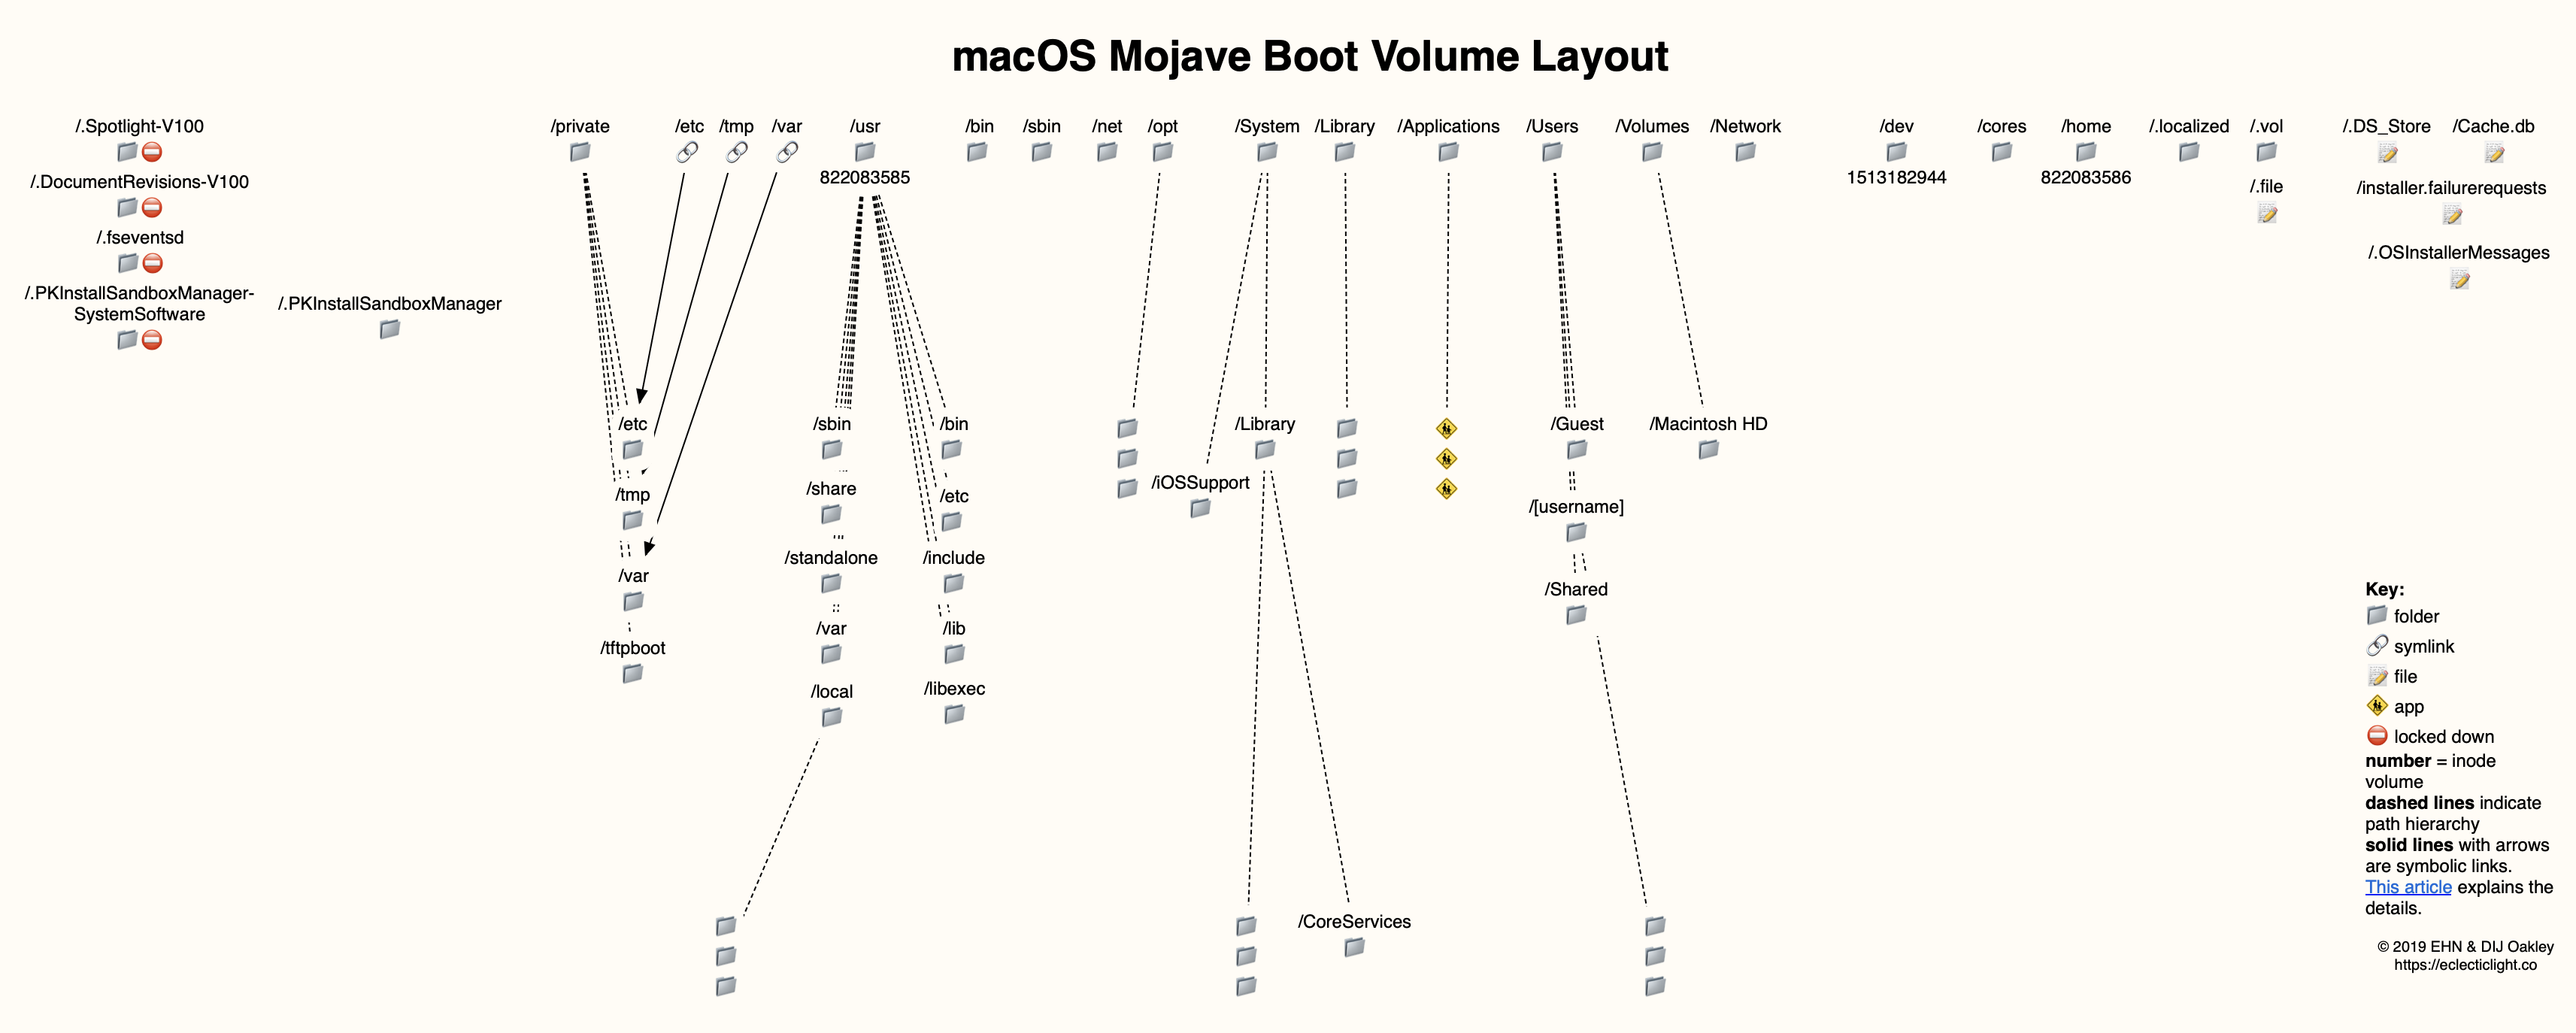 macOS Mojave Boot Volume Layout
/.Spotlight-V100
/.DocumentRevisions-V100
/.fseventsd
/.PKInstallSandboxManager-
SystemSoftware
/.PKInstallSandboxManager
/private
/etc
/tmp
/var
/usr
822083585
/bin
/sbin
/net
/opt
/System
/Library
/Applications
/Users
/Volumes
/Network
/dev
1513182944
/cores
/home
822083586
/.localized
/.vol
/.file
/.DS_Store
/Cache.db
/installer.failurerequests
/.OSInstallerMessages
/etc
/tmp
/var
/tftpboot
/sbin
/share
/standalone
/var
/local
/bin
/etc
/include
/lib
/libexec
/iOSSupport
/Library
/CoreServices
/Guest
/[username]
/Shared
/Macintosh HD
Key:
folder
symlink
file
app
locked down
number = inode
volume
dashed lines indicate
path hierarchy
solid lines with arrows
are symbolic links.
This article explains the
details.
© 2019 EHN & DIJ Oakley
https://eclecticlight.co